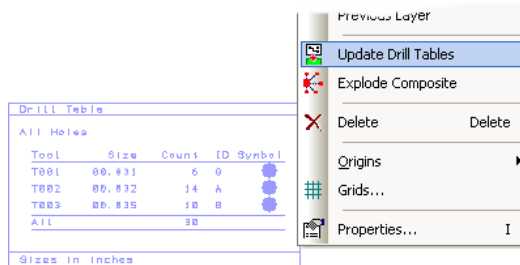 Previous Layer
Update Drill Tables
Explode Composite
Delete Delete
Origins
Grids...
Properties... I
Drill Table
All Holes
Tool Size Count ID Symbol
T001 00.031 6 0
T002 00.032 14 A
T003 00.035 10 B
All 30
Sizes in Inches